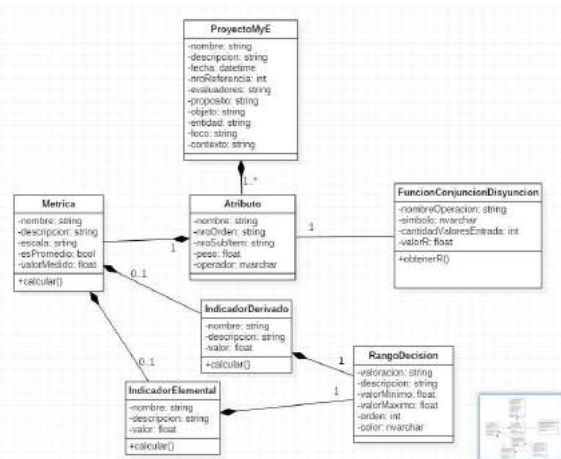 ProyectoMyE
-nombre: string
-descripcion: string
-fecha: datetime
-nroReferencia: int
-evaluadores: string
-proposito: string
-objeto: string
-entidad: string
-foco: string
-contexto: string
1..*
Metrica
-nombre: string
-descripcion: string
-escala: srting
-esPromedio: bool
-valorMedido: float
+calcular()
1
Atributo
-nombre: string
-nroOrden: string
-nroSubItem: string
-peso: float
-operador: nvarchar
1
FuncionConjuncionDisyuncion
-nombreOperacion: string
-simbolo: nvarchar
-cantidadValoresEntrada: int
-valorR: float
+obtenerR()
0..1
IndicadorDerivado
-nombre: string
-descripcion: string
-valor: float
+calcular()
1
0..1
IndicadorElemental
-nombre: string
-descripcion: string
-valor: float
+calcular()
1
RangoDecision
-valoracion: string
-descripcion: string
-valorMinimo: float
-valorMaximo: float
-orden: int
-color: nvarchar